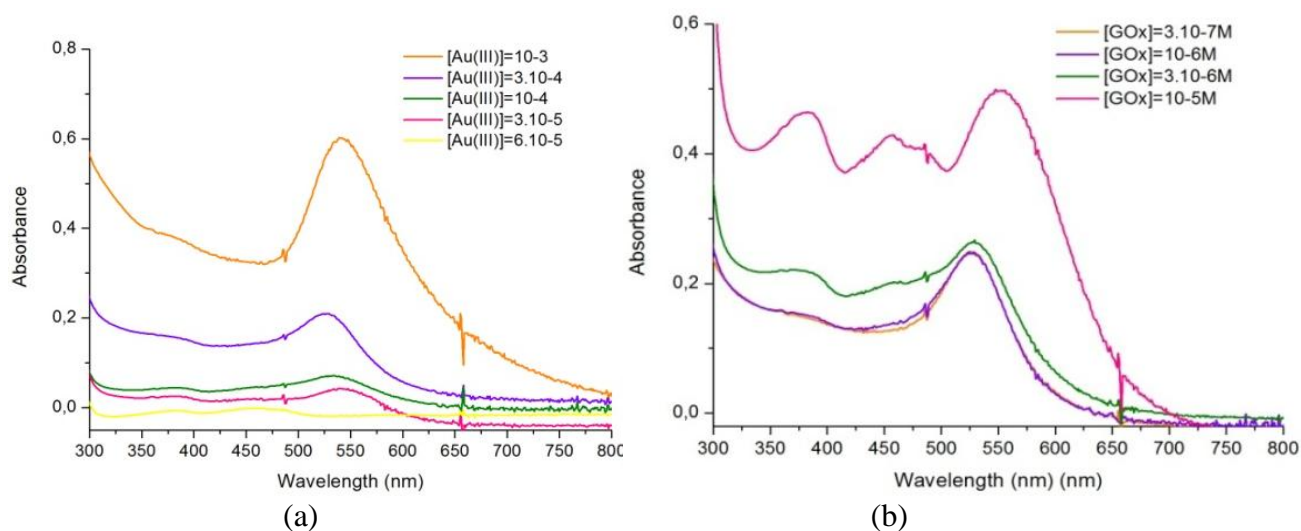 0,8
0,6
0,4
0,2
0,0
Absorbance
300 350 400 450 500 550 600 650 700 750 800
Wavelength (nm)
[Au(III)]=10-3
[Au(III)]=3.10-4
[Au(III)]=10-4
[Au(III)]=3.10-5
[Au(III)]=6.10-5
(a)
0,6
0,4
0,2
0,0
Absorbance
300 350 400 450 500 550 600 650 700 750 800
Wavelength (nm) (nm)
[GOx]=3.10-7M
[GOx]=10-6M
[GOx]=3.10-6M
[GOx]=10-5M
(b)